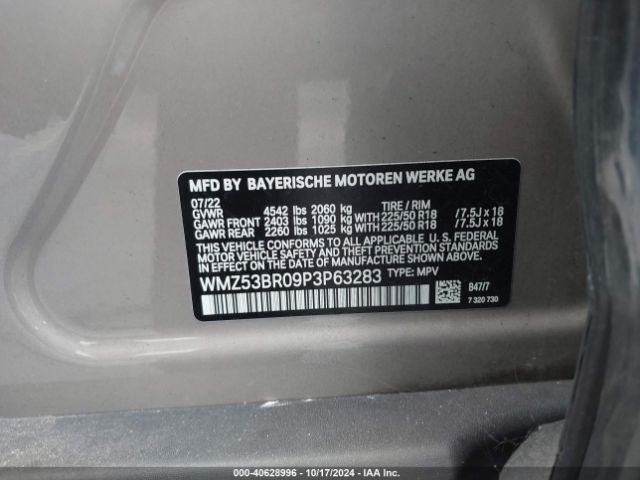 MFD BY BAYERISCHE MOTOREN WERKE AG
07/22 TIRE / RIM
GVWR 4542 lbs 2060 kg
GAWR FRONT 2403 lbs 1090 kg WITH 225/50 R18 / 7.5J x 18
GAWR REAR 2260 lbs 1025 kg WITH 225/50 R18 / 7.5J x 18
THIS VEHICLE CONFORMS TO ALL APPLICABLE U. S. FEDERAL
MOTOR VEHICLE SAFETY, BUMPER, AND THEFT PREVENTION
STANDARDS IN EFFECT ON THE DATE OF MANUFACTURE SHOWN ABOVE.
WMZ53BR09P3P63283 TYPE: MPV
B47/7
7 320 730
000-40628996 - 10/17/2024 - IAA Inc.